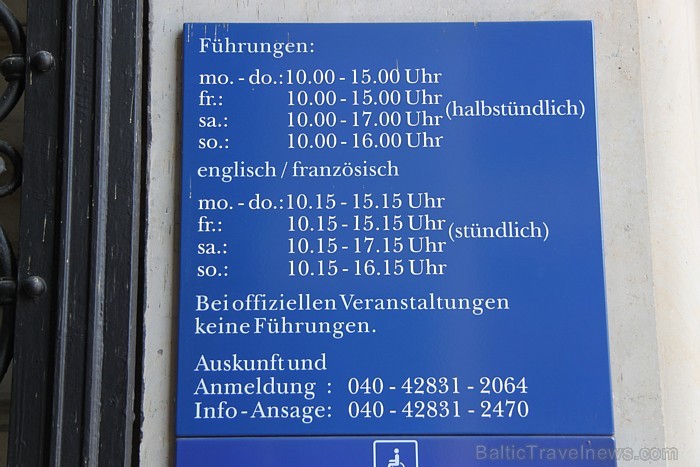 Führungen:
mo. - do.: 10.00 - 15.00 Uhr
fr.: 10.00 - 15.00 Uhr (halbstündlich)
sa.: 10.00 - 17.00 Uhr
so.: 10.00 - 16.00 Uhr
englisch / französisch
mo. - do.: 10.15 - 15.15 Uhr
fr.: 10.15 - 15.15 Uhr (stündlich)
sa.: 10.15 - 17.15 Uhr
so.: 10.15 - 16.15 Uhr
Bei offiziellen Veranstaltungen
keine Führungen.
Auskunft und
Anmeldung : 040 - 42831 - 2064
Info - Ansage: 040 - 42831 - 2470
BalticTravelnews.com